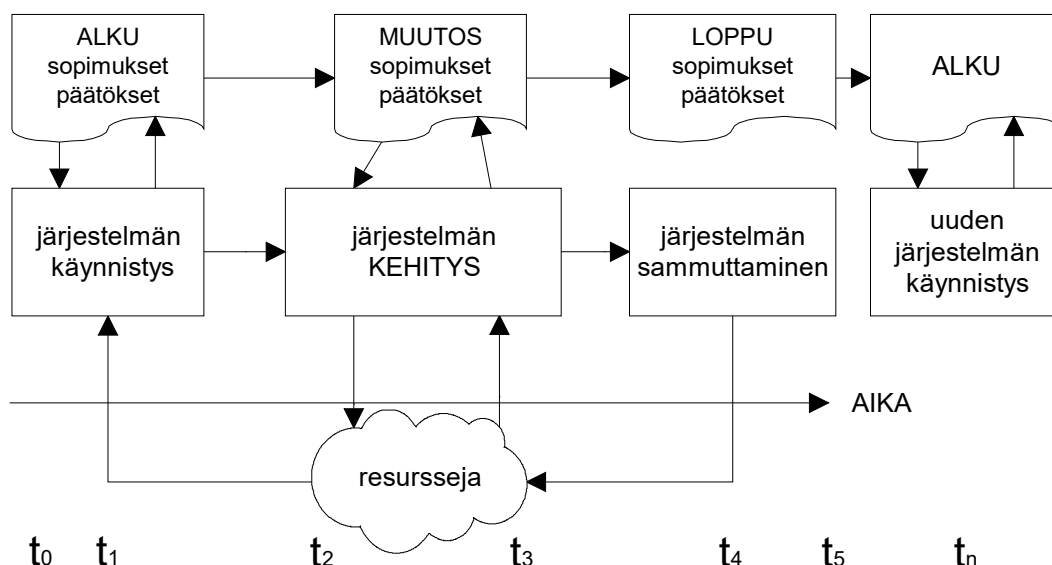 ALKU
sopimukset
päätökset
MUUTOS
sopimukset
päätökset
LOPPU
sopimukset
päätökset
ALKU
järjestelmän
käynnistys
järjestelmän
KEHITYS
järjestelmän
sammuttaminen
uuden
järjestelmän
käynnistys
AIKA
resursseja
t0 t1 t2 t3 t4 t5 tn